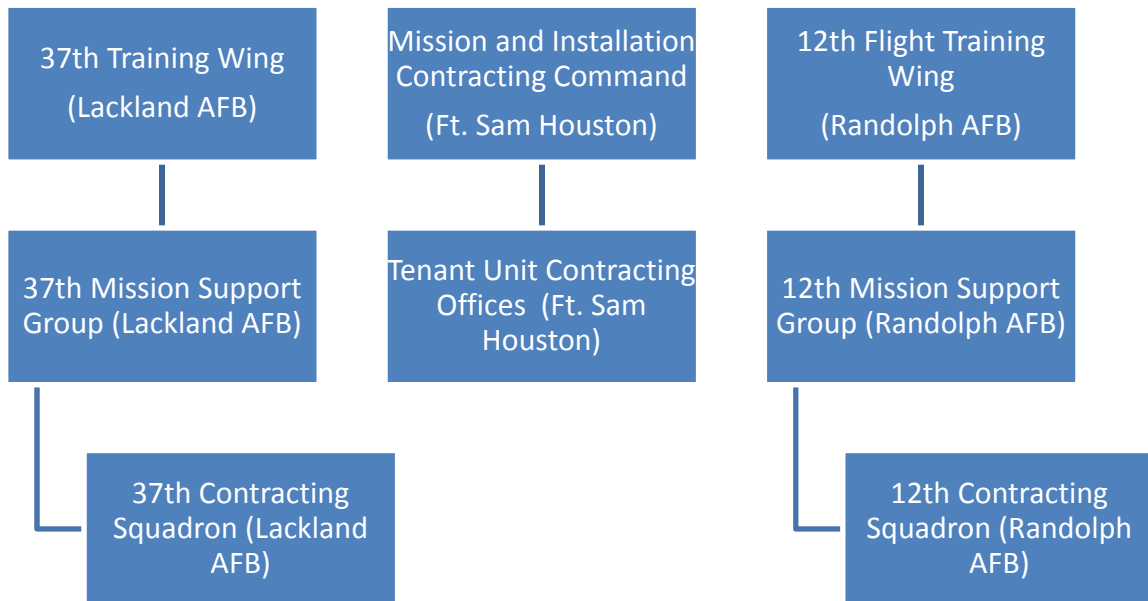 37th Training Wing
(Lackland AFB)
Mission and Installation
Contracting Command
(Ft. Sam Houston)
12th Flight Training
Wing
(Randolph AFB)
37th Mission Support
Group (Lackland AFB)
Tenant Unit Contracting
Offices (Ft. Sam
Houston)
12th Mission Support
Group (Randolph AFB)
37th Contracting
Squadron (Lackland
AFB)
12th Contracting
Squadron (Randolph
AFB)